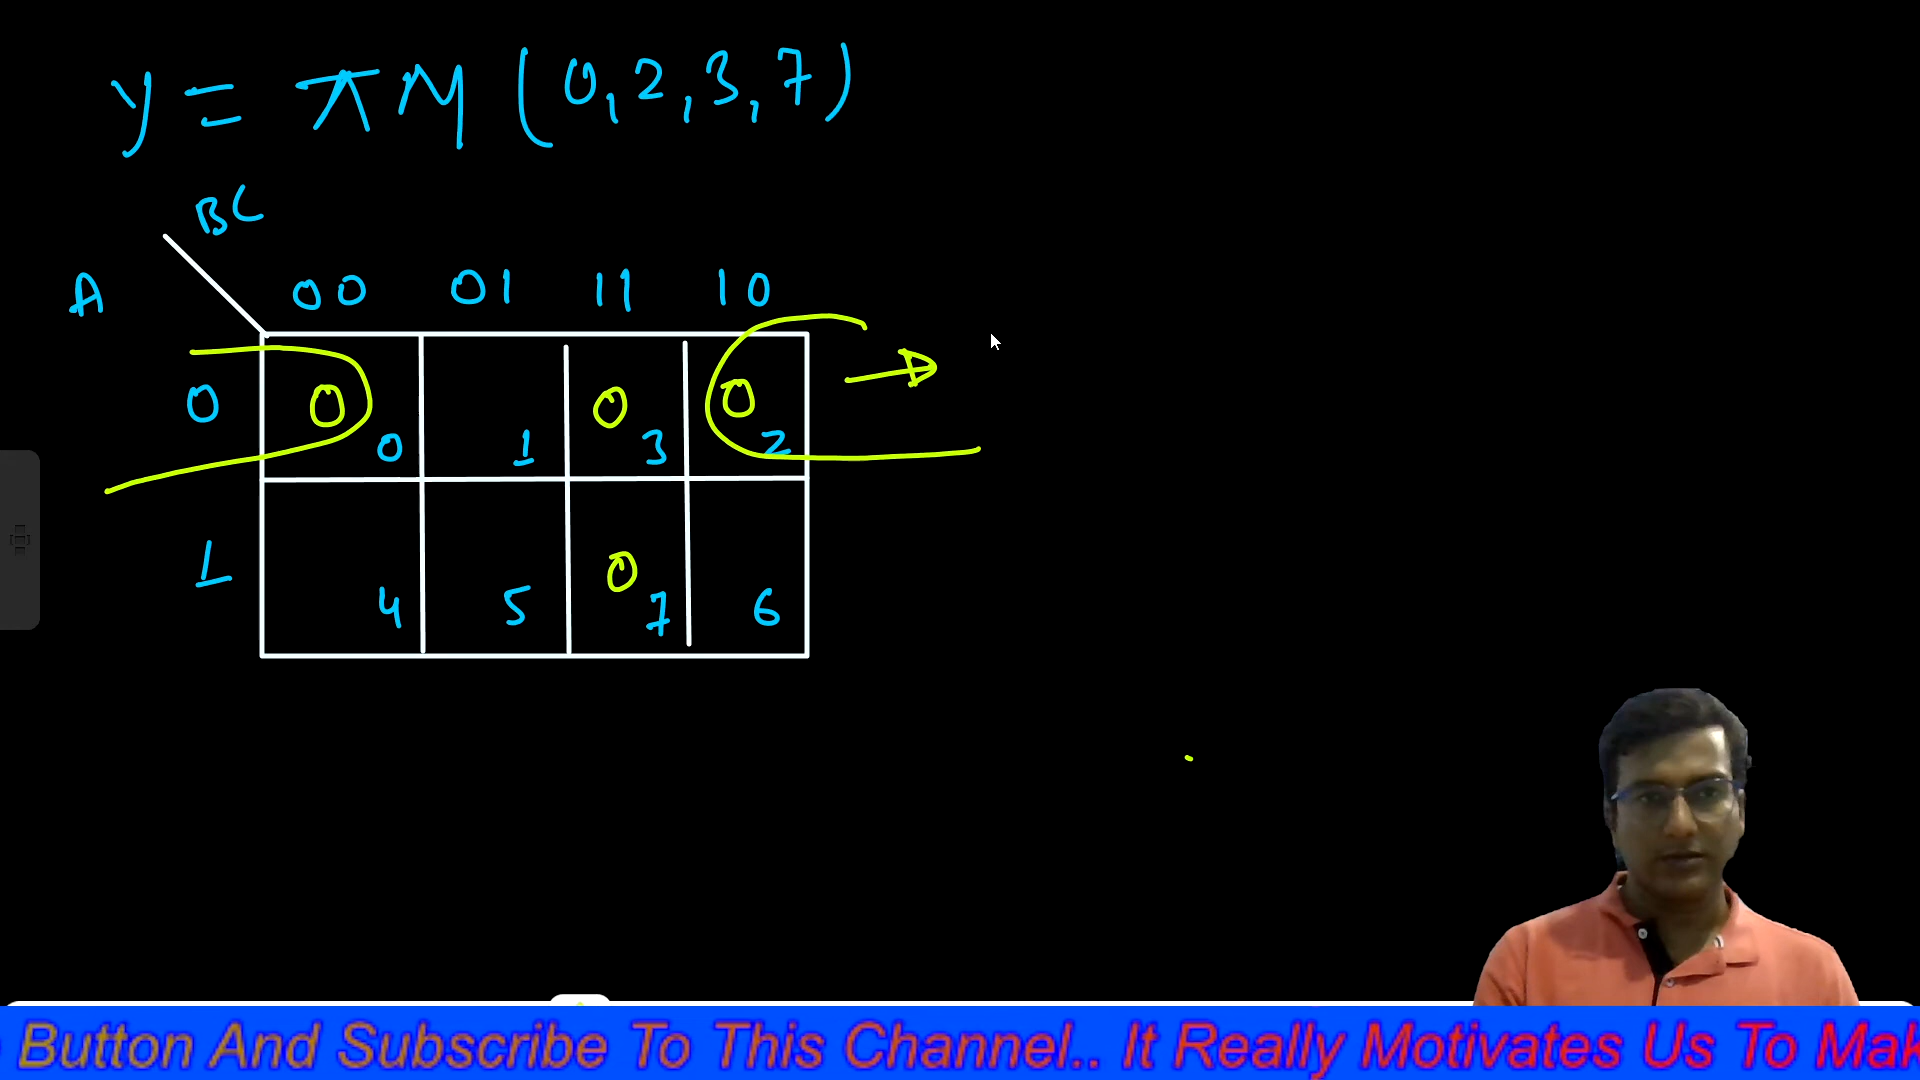 y = πM (0,2,3,7)
BC
A 00 01 11 10
0 0 0 1 0 3 0 2
1 4 5 0 7 6
Button And Subscribe To This Channel.. It Really Motivates Us To Mak